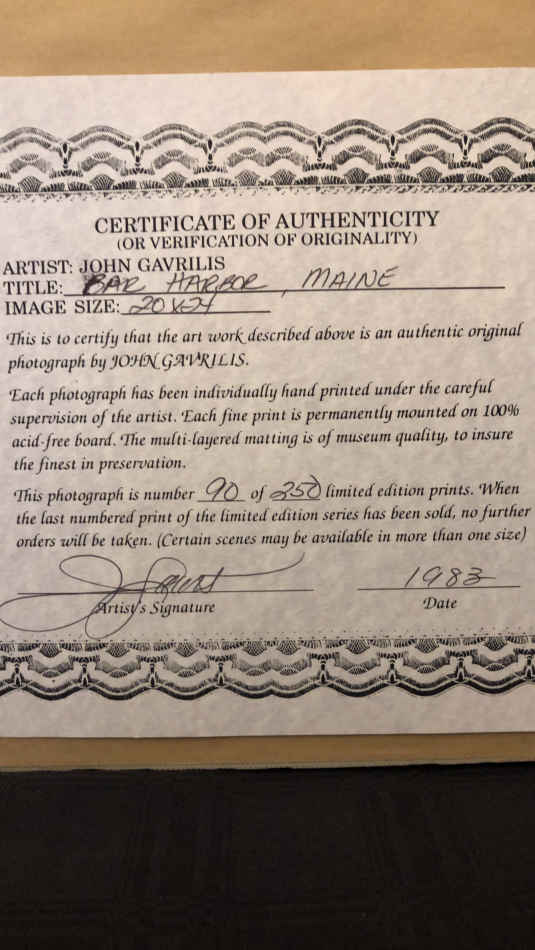 CERTIFICATE OF AUTHENTICITY
(OR VERIFICATION OF ORIGINALITY)
ARTIST: JOHN GAVRILIS
TITLE: BAR HARBOR, MAINE
IMAGE SIZE: 20x24
This is to certify that the art work described above is an authentic original
photograph by JOHN GAVRILIS.
Each photograph has been individually hand printed under the careful
supervision of the artist. Each fine print is permanently mounted on 100%
acid-free board. The multi-layered matting is of museum quality, to insure
the finest in preservation.
This photograph is number 90 of 250 limited edition prints. When
the last numbered print of the limited edition series has been sold, no further
orders will be taken. (Certain scenes may be available in more than one size)
1983
Artist's Signature Date